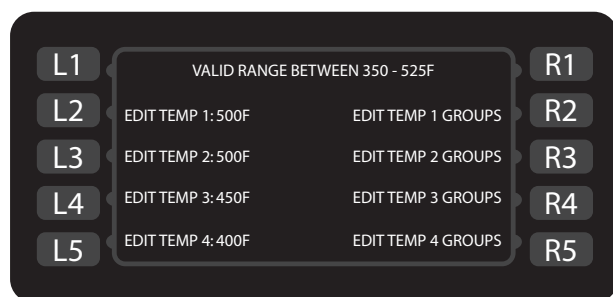 L1 VALID RANGE BETWEEN 350 - 525F R1
L2 EDIT TEMP 1: 500F EDIT TEMP 1 GROUPS R2
L3 EDIT TEMP 2: 500F EDIT TEMP 2 GROUPS R3
L4 EDIT TEMP 3: 450F EDIT TEMP 3 GROUPS R4
L5 EDIT TEMP 4: 400F EDIT TEMP 4 GROUPS R5